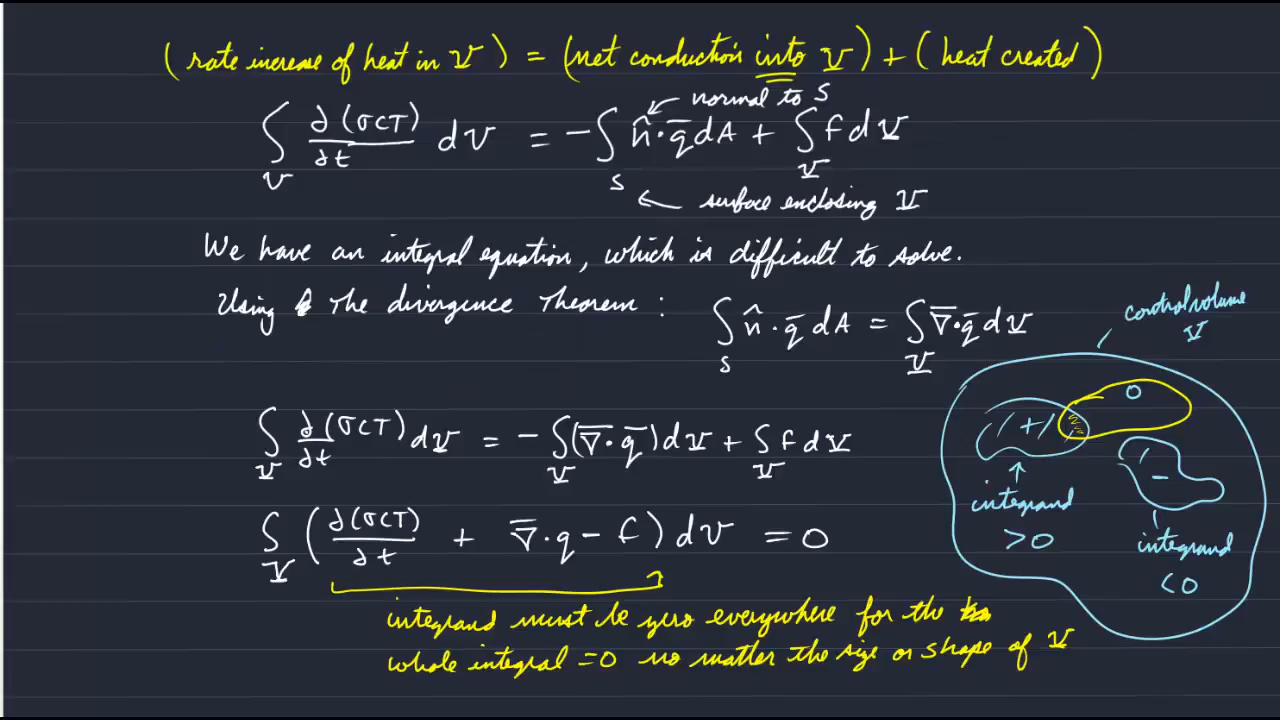 (rate increase of heat in V) = (net conduction into V) + (heat created)
normal to S
∫_V ∂(σCT)/∂t dV = -∫_S n̂·q̄ dA + ∫_V f dV
surface enclosing V
We have an integral equation, which is difficult to solve.
Using the divergence Theorem : ∫_S n̂·q̄ dA = ∫_V ∇̄·q̄ dV
control volume
V
∫_V ∂/∂t (σCT) dV = -∫_V (∇̄·q̄) dV + ∫_V f dV
+
0
-
integrand
>0
integrand
<0
∫_V (∂(σCT)/∂t + ∇̄·q - f) dV = 0
integrand must be zero everywhere for the
whole integral =0 no matter the size or shape of V